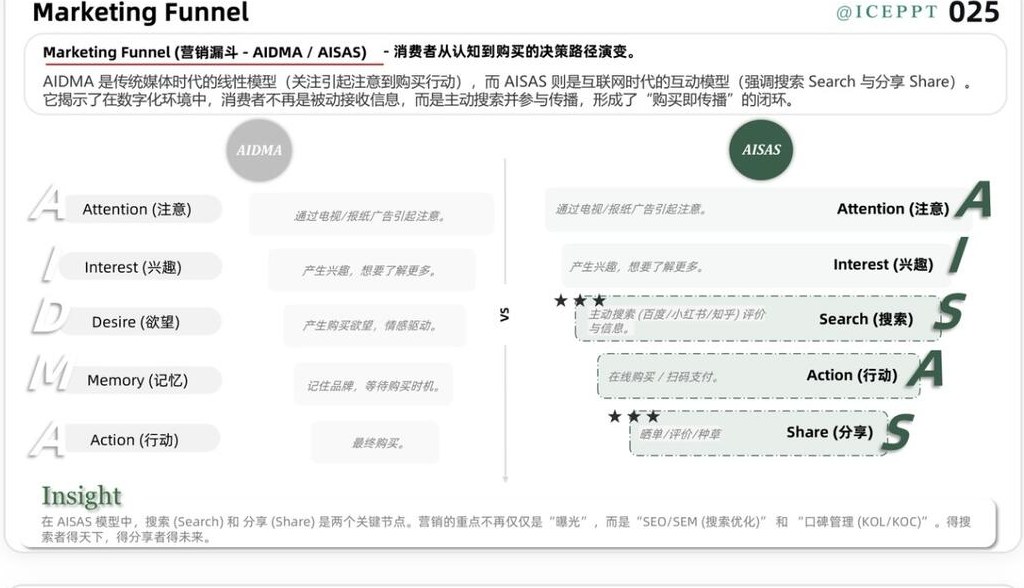 Marketing Funnel
@ICEPPT 025
Marketing Funnel (营销漏斗 - AIDMA / AISAS) - 消费者从认知到购买的决策路径演变。
AIDMA 是传统媒体时代的线性模型（关注引起注意到购买行动），而 AISAS 则是互联网时代的互动模型（强调搜索 Search 与分享 Share）。
它揭示了在数字化环境中，消费者不再是被动接收信息，而是主动搜索并参与传播，形成了“购买即传播”的闭环。
AIDMA
A Attention (注意) 通过电视/报纸广告引起注意。
I Interest (兴趣) 产生兴趣，想要了解更多。
D Desire (欲望) 产生购买欲望，情感驱动。
M Memory (记忆) 记住品牌，等待购买时机。
A Action (行动) 最终购买。
VS
AISAS
通过电视/报纸广告引起注意。 Attention (注意) A
产生兴趣，想要了解更多。 Interest (兴趣) I
★ ★ ★
主动搜索 (百度/小红书/知乎) 评价
与信息。 Search (搜索) S
在线购买 / 扫码支付。 Action (行动) A
★ ★ ★
晒单/评价/种草 Share (分享) S
Insight
在 AISAS 模型中，搜索 (Search) 和 分享 (Share) 是两个关键节点。营销的重点不再仅仅是“曝光”，而是“SEO/SEM (搜索优化)” 和 “口碑管理 (KOL/KOC)”。得搜
索者得天下，得分享者得未来。